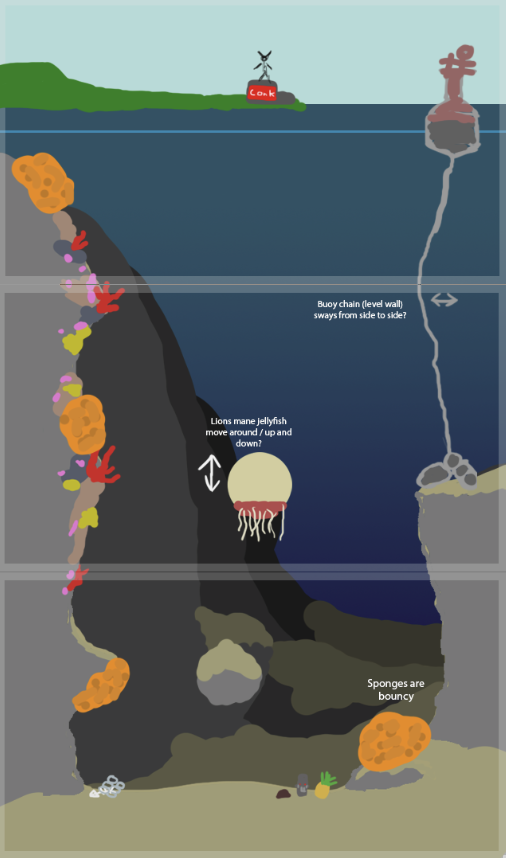 Conk
Buoy chain (level wall)
sways from side to side?
Lions mane Jellyfish
move around / up and
down?
Sponges are
bouncy